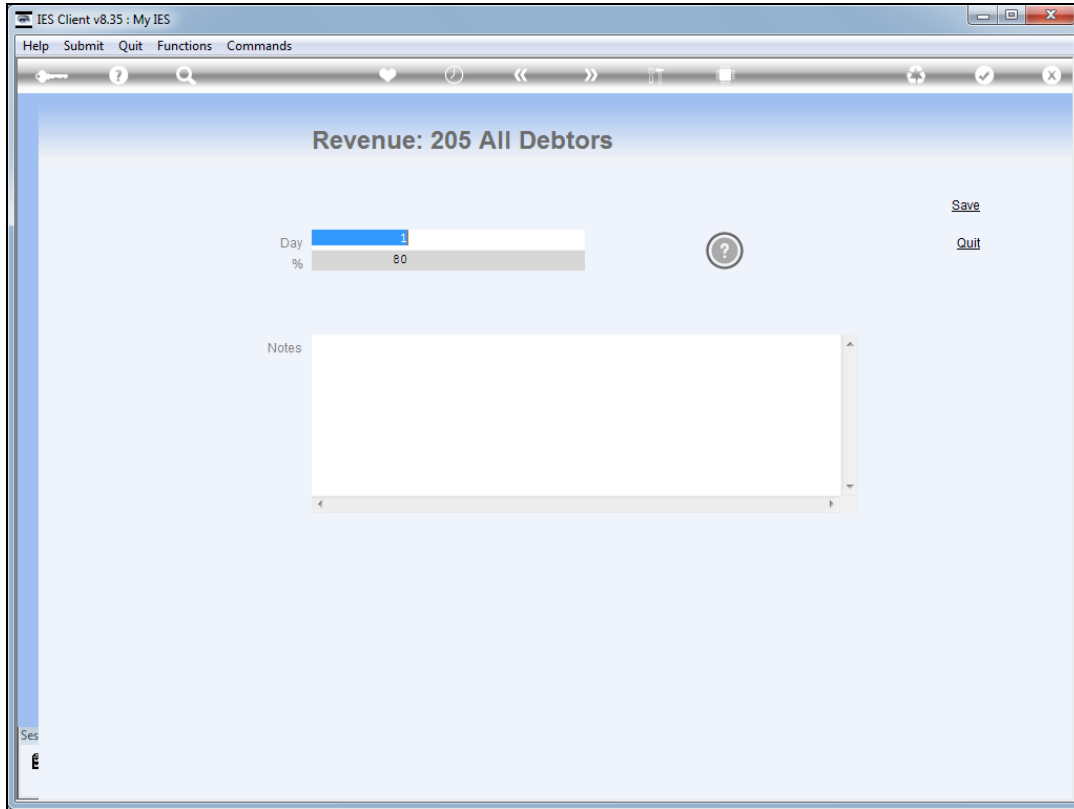 IES Client v8.35 : My IES
Help Submit Quit Functions Commands
Revenue: 205 All Debtors
Save
Day 1
Quit
% 80
Notes
Ses